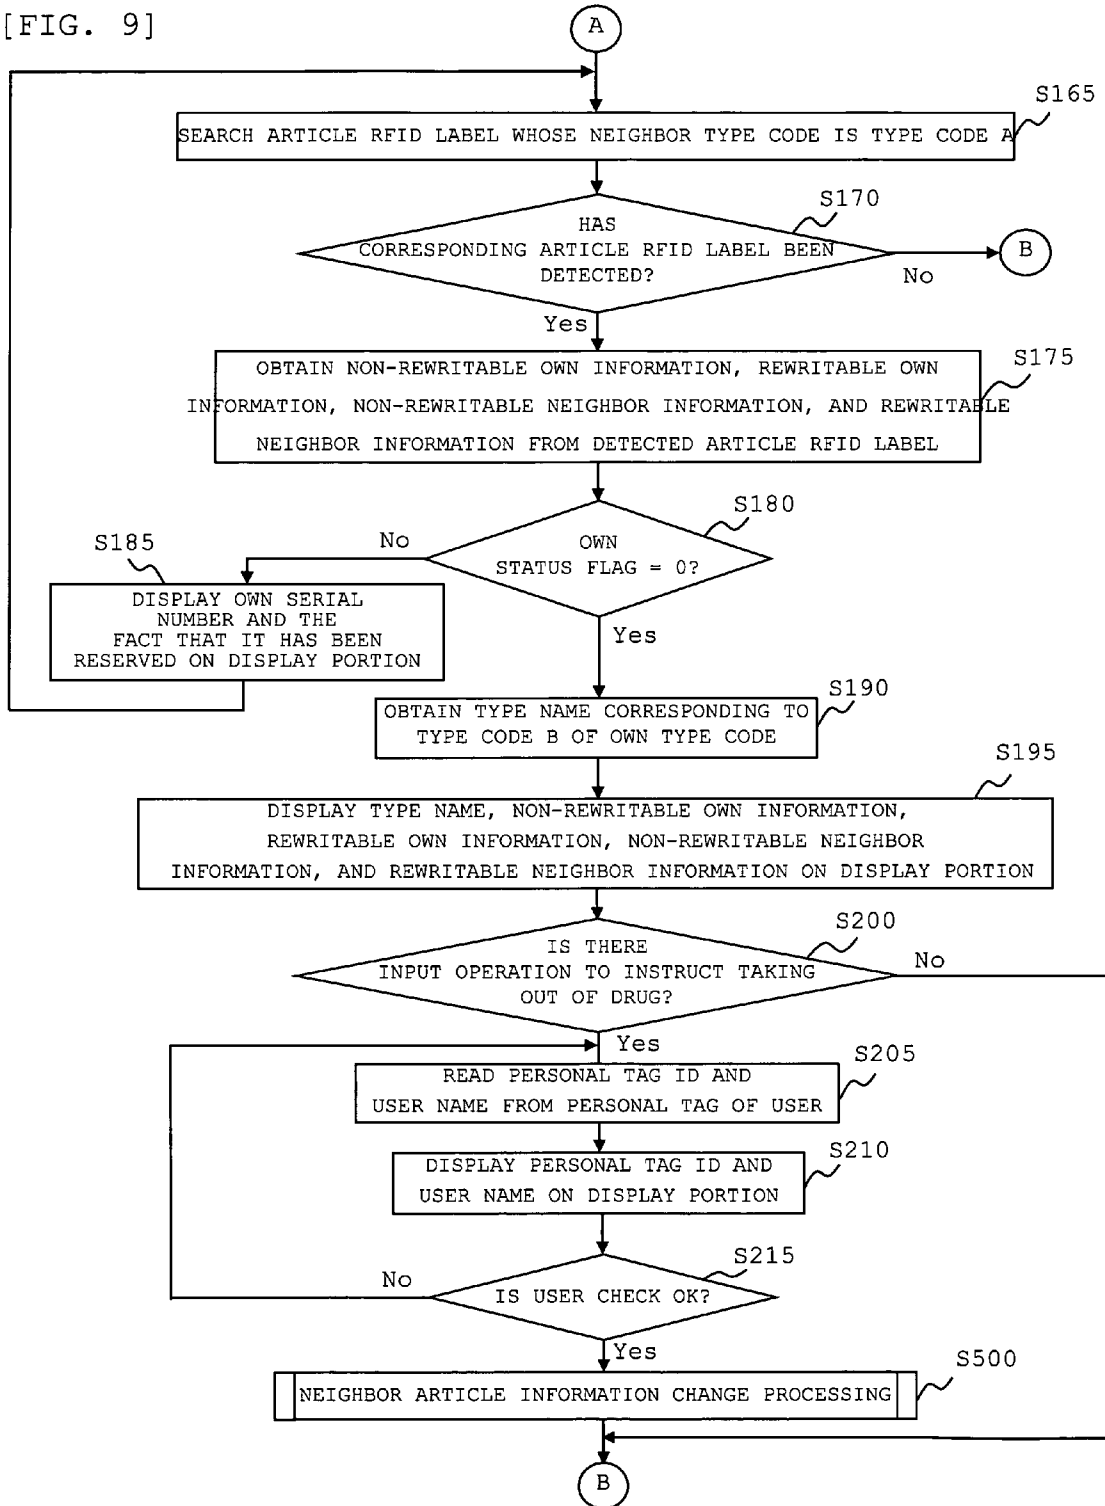 [FIG. 9]
A
S165
SEARCH ARTICLE RFID LABEL WHOSE NEIGHBOR TYPE CODE IS TYPE CODE A
S170
HAS
CORRESPONDING ARTICLE RFID LABEL BEEN
DETECTED?
No
B
Yes
S175
OBTAIN NON-REWRITABLE OWN INFORMATION, REWRITABLE OWN
INFORMATION, NON-REWRITABLE NEIGHBOR INFORMATION, AND REWRITABLE
NEIGHBOR INFORMATION FROM DETECTED ARTICLE RFID LABEL
S180
OWN
STATUS FLAG = 0?
No
S185
DISPLAY OWN SERIAL
NUMBER AND THE
FACT THAT IT HAS BEEN
RESERVED ON DISPLAY PORTION
Yes
S190
OBTAIN TYPE NAME CORRESPONDING TO
TYPE CODE B OF OWN TYPE CODE
S195
DISPLAY TYPE NAME, NON-REWRITABLE OWN INFORMATION,
REWRITABLE OWN INFORMATION, NON-REWRITABLE NEIGHBOR
INFORMATION, AND REWRITABLE NEIGHBOR INFORMATION ON DISPLAY PORTION
S200
IS THERE
INPUT OPERATION TO INSTRUCT TAKING
OUT OF DRUG?
No
Yes
S205
READ PERSONAL TAG ID AND
USER NAME FROM PERSONAL TAG OF USER
S210
DISPLAY PERSONAL TAG ID AND
USER NAME ON DISPLAY PORTION
S215
No
IS USER CHECK OK?
Yes
S500
NEIGHBOR ARTICLE INFORMATION CHANGE PROCESSING
B